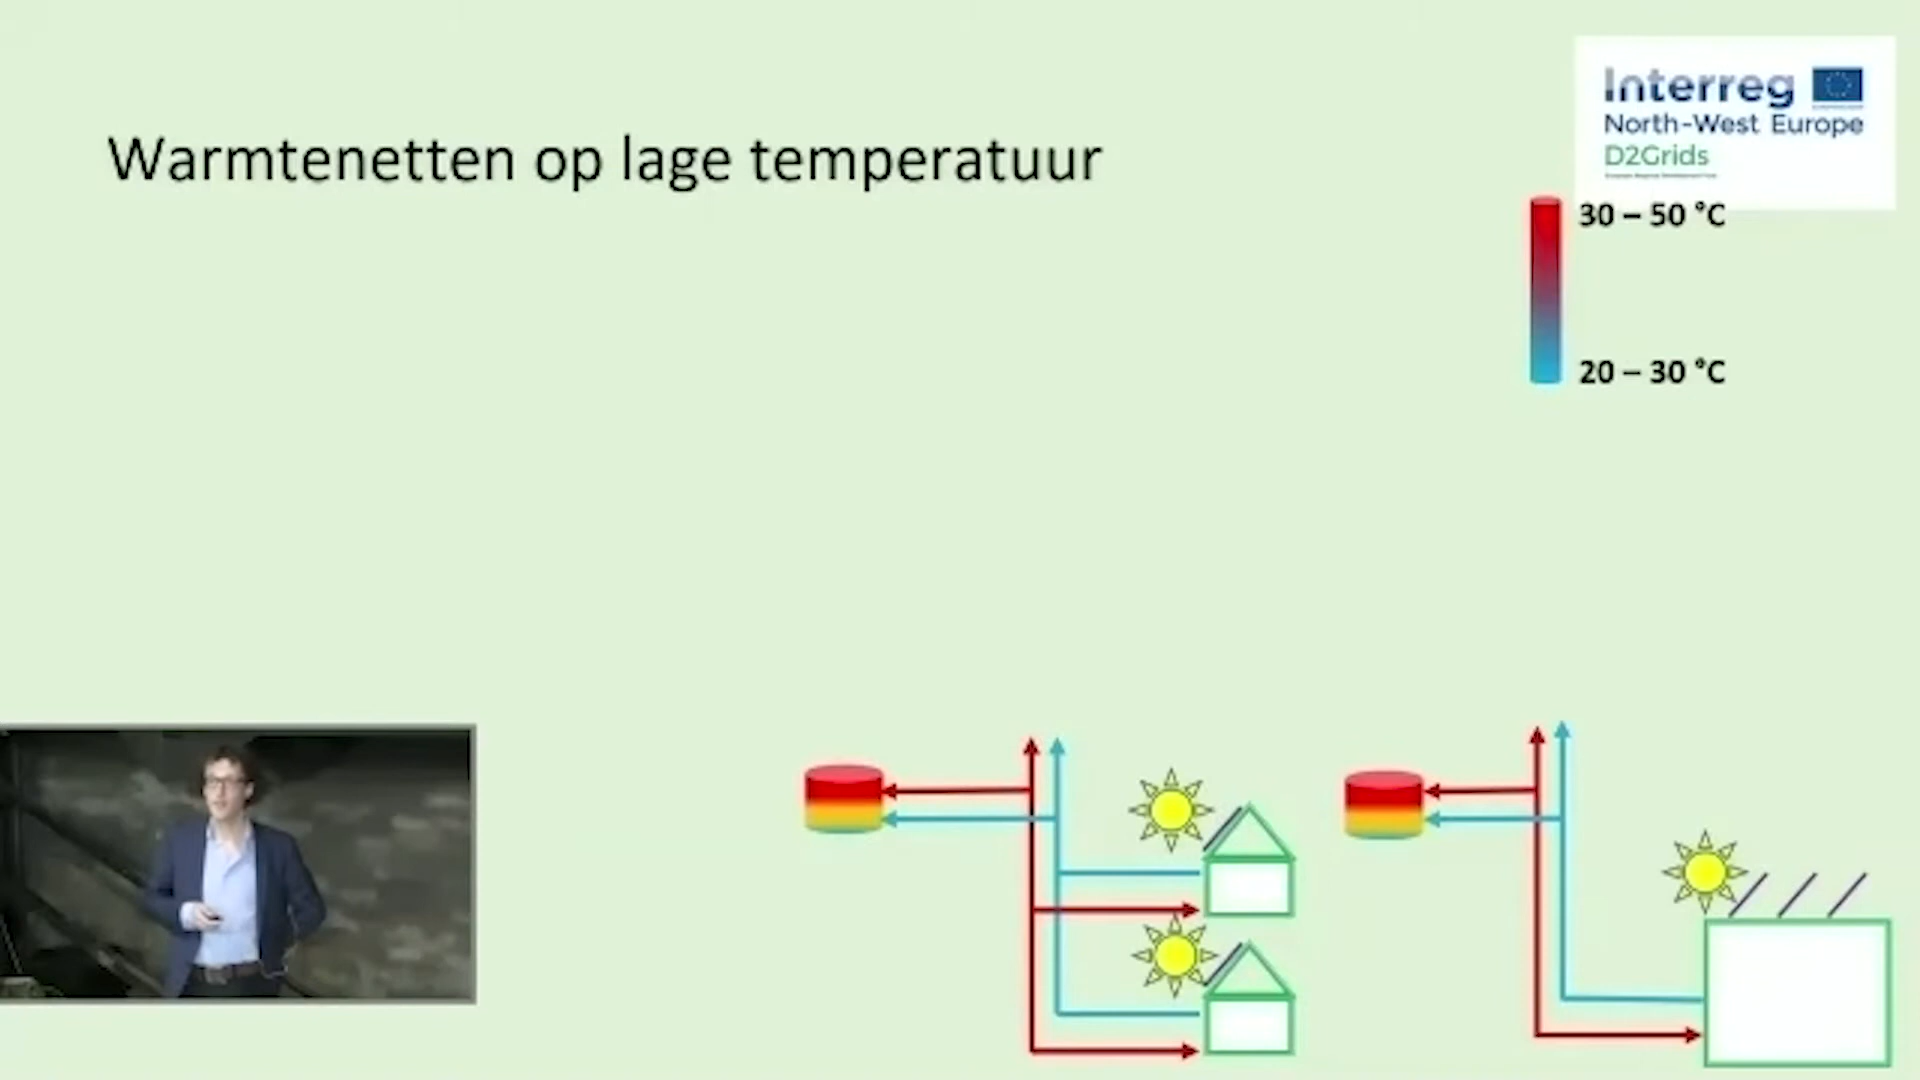 Interreg
North-West Europe
D2Grids
Warmtenetten op lage temperatuur
30 – 50 °C
20 – 30 °C